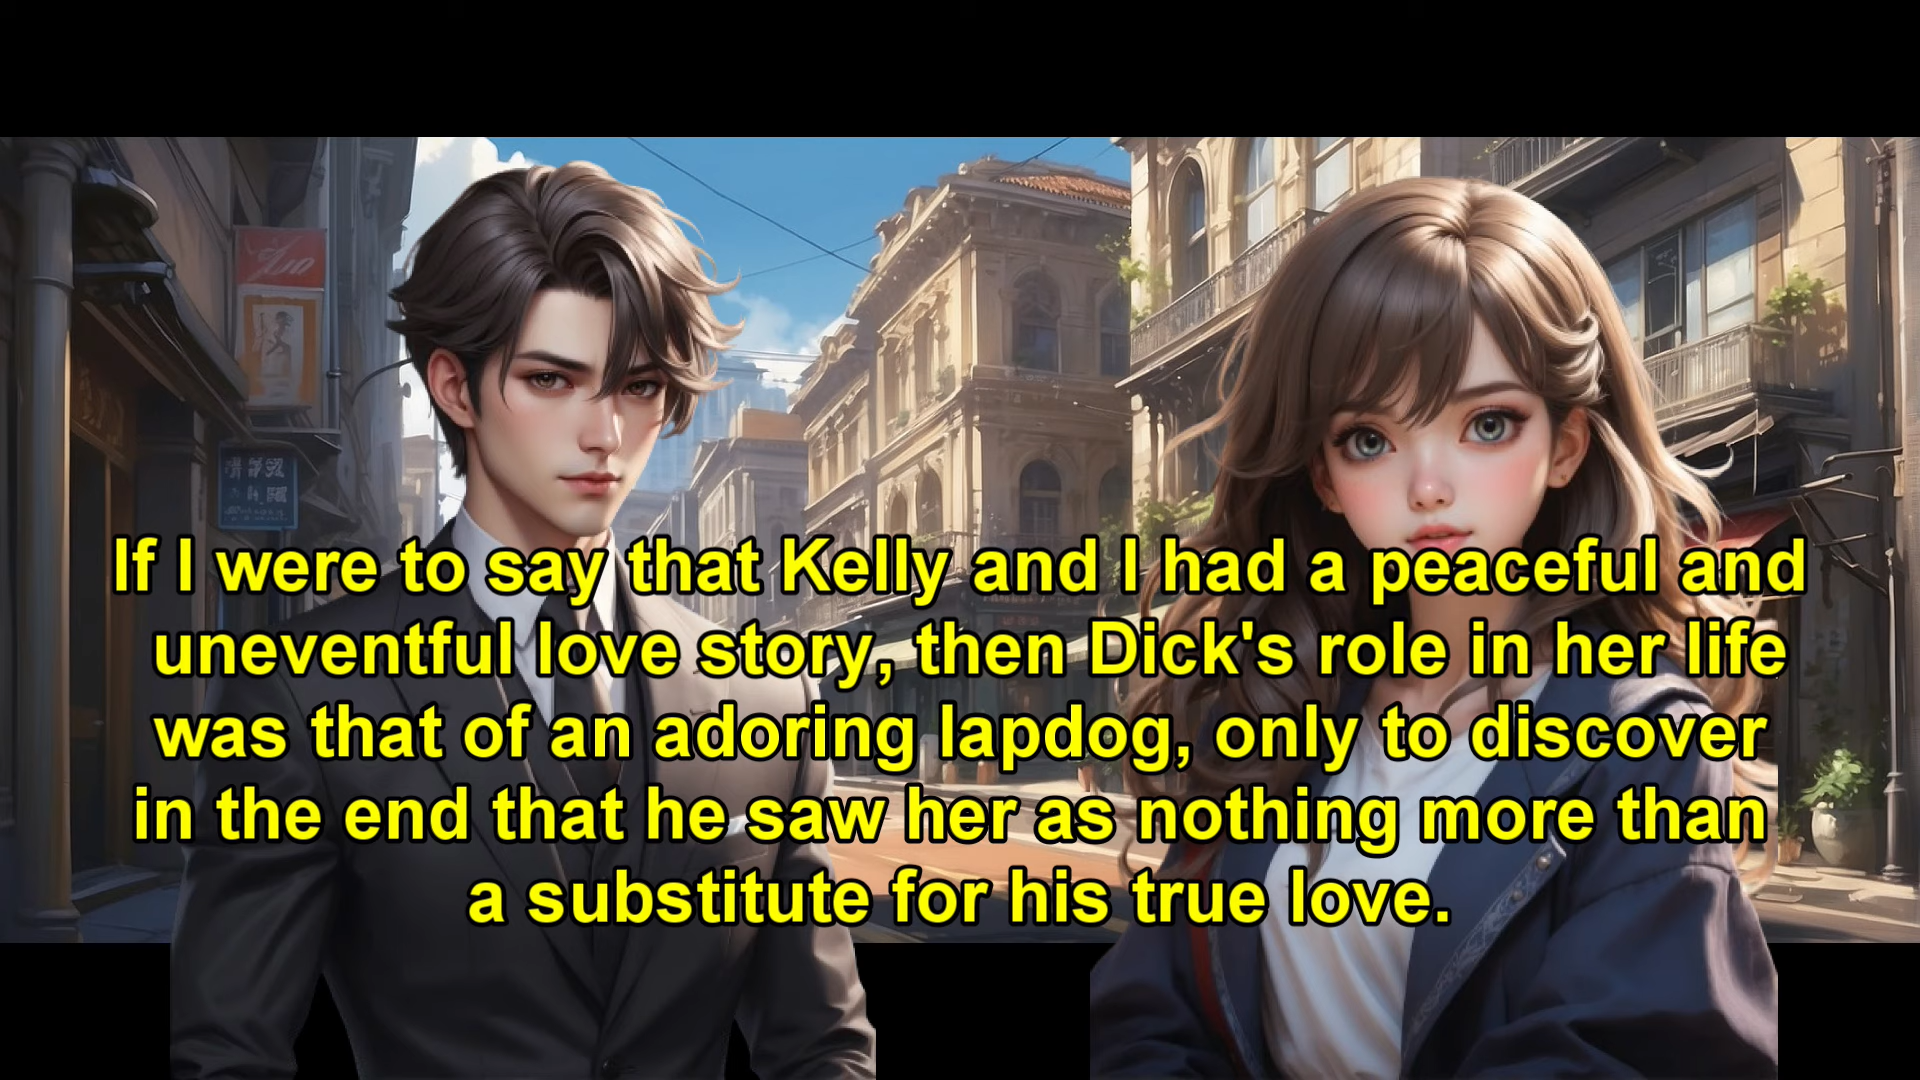 If I were to say that Kelly and I had a peaceful and
uneventful love story, then Dick's role in her life
was that of an adoring lapdog, only to discover
in the end that he saw her as nothing more than
a substitute for his true love.